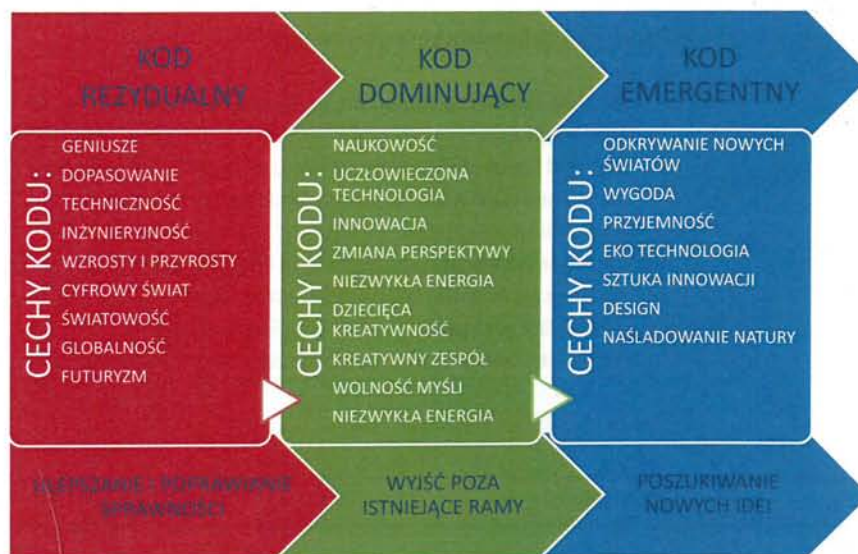 KOD
REZYDUALNY
KOD
DOMINUJĄCY
KOD
EMERGENTNY
CECHY KODU:
GENIUSZE
DOPASOWANIE
TECHNICZNOŚĆ
INŻYNIERYJNOŚĆ
WZROSTY I PRZYROSTY
CYFROWY ŚWIAT
ŚWIATOWOŚĆ
GLOBALNOŚĆ
FUTURYZM
CECHY KODU:
NAUKOWOŚĆ
UCZŁOWIECZONA
TECHNOLOGIA
INNOWACJA
ZMIANA PERSPEKTYWY
NIEZWYKŁA ENERGIA
DZIECIĘCA
KREATYWNOŚĆ
KREATYWNY ZESPÓŁ
WOLNOŚĆ MYŚLI
NIEZWYKŁA ENERGIA
CECHY KODU:
ODKRYWANIE NOWYCH
ŚWIATÓW
WYGODA
PRZYJEMNOŚĆ
EKO TECHNOLOGIA
SZTUKA INNOWACJI
DESIGN
NAŚLADOWANIE NATURY
ULEPSZANIE I POPRAWIANIE
SPRAWNOŚCI
WYJŚĆ POZA
ISTNIEJĄCE RAMY
POSZUKIWANIE
NOWYCH IDEI